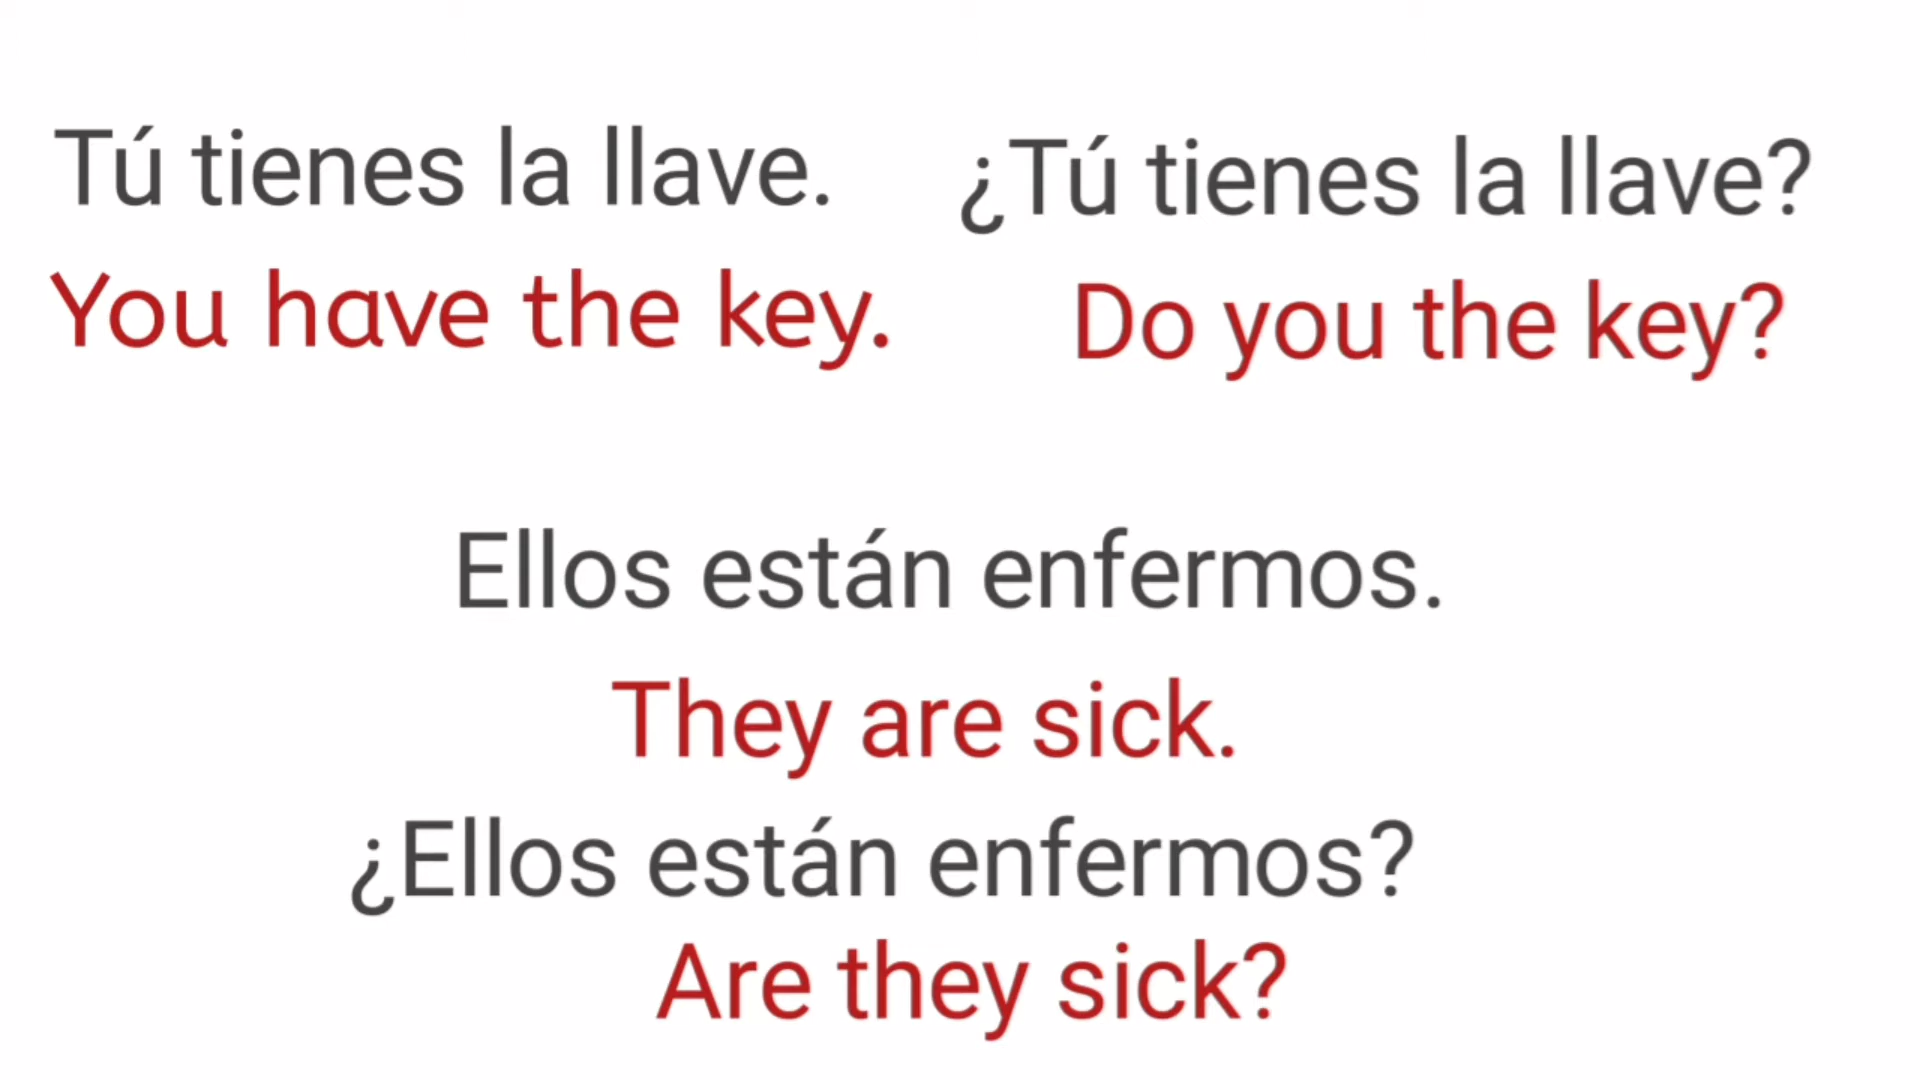 Tú tienes la llave.
You have the key.
¿Tú tienes la llave?
Do you the key?
Ellos están enfermos.
They are sick.
¿Ellos están enfermos?
Are they sick?